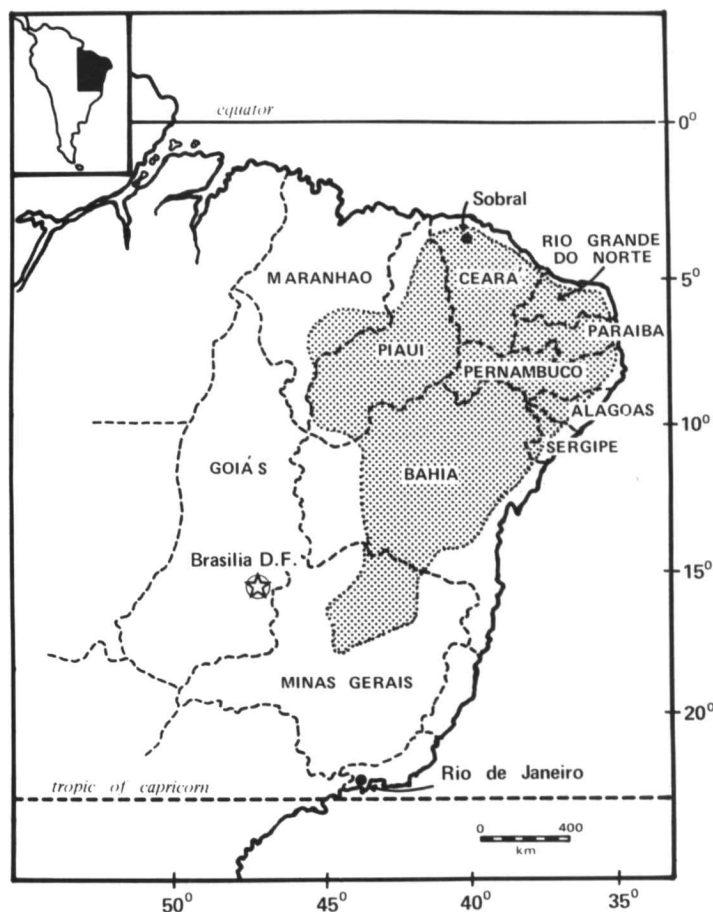 equator
0°
Sobral
RIO GRANDE
DO NORTE
MARANHAO
CEARÁ
5°
PARAIBA
PIAUI
PERNAMBUCO
ALAGOAS
10°
SERGIPE
GOIÁS
BAHIA
Brasilia D.F.
15°
MINAS GERAIS
20°
Rio de Janeiro
tropic of capricorn
0 400
km
50° 45° 40° 35°